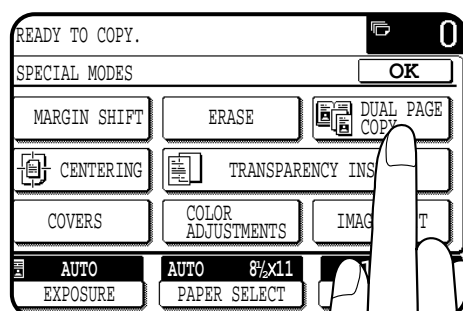 READY TO COPY.
0
SPECIAL MODES
OK
MARGIN SHIFT
ERASE
DUAL PAGE
COPY
CENTERING
TRANSPARENCY INS
COVERS
COLOR
ADJUSTMENTS
IMAG T
AUTO
AUTO 8½x11
EXPOSURE
PAPER SELECT